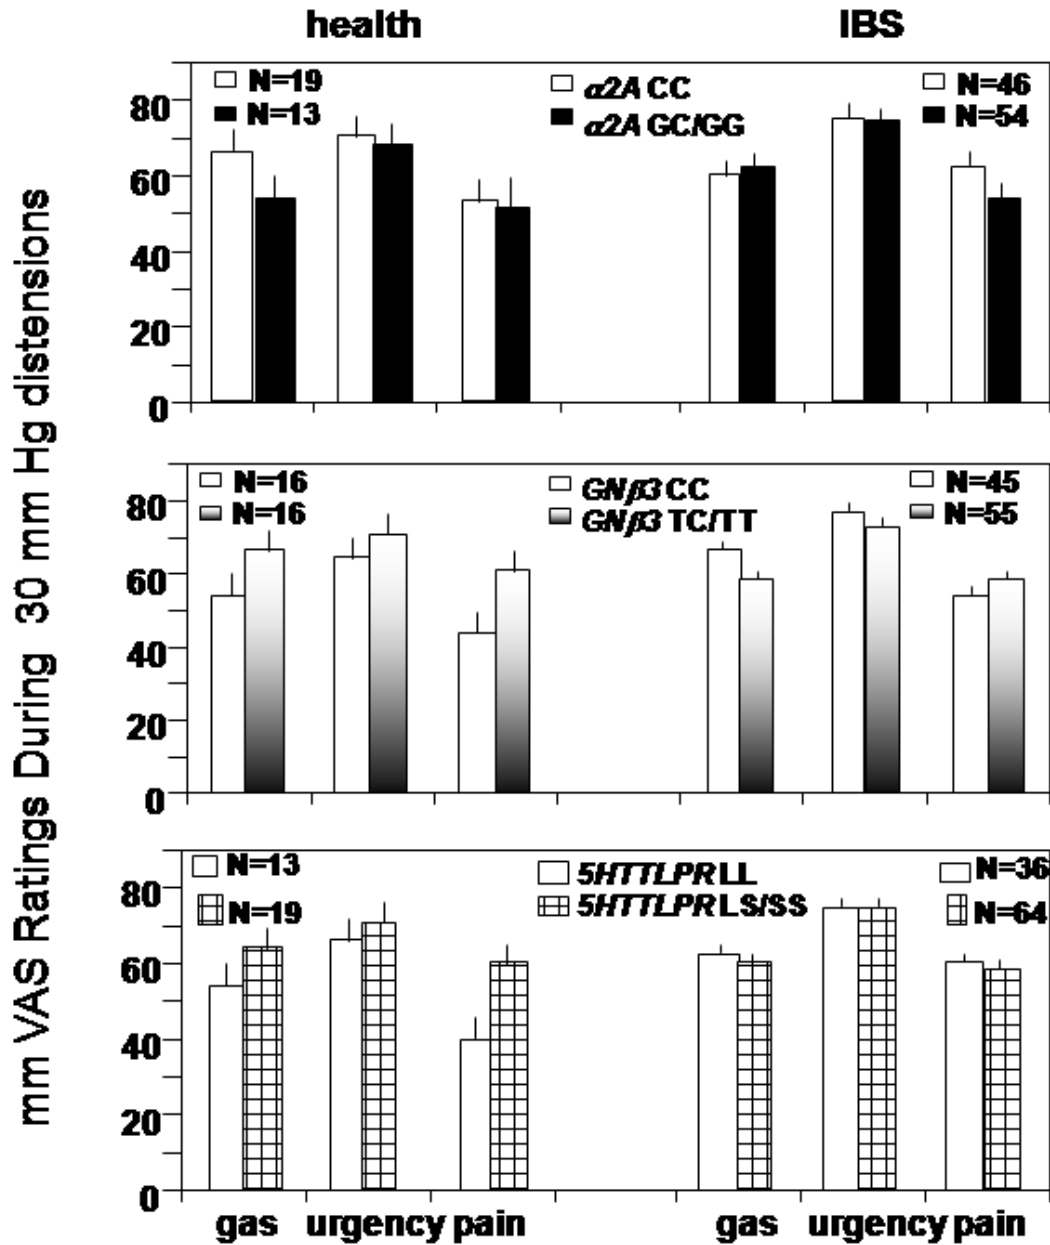 health IBS
mm VAS Ratings During 30 mm Hg distensions
N=19 α2A CC N=46
N=13 α2A GC/GG N=54
80
60
40
20
0
N=16 GNβ3 CC N=45
N=16 GNβ3 TC/TT N=55
80
60
40
20
0
N=13 5HTTLPR LL N=36
N=19 5HTTLPR LS/SS N=64
80
60
40
20
0
gas urgency pain gas urgency pain